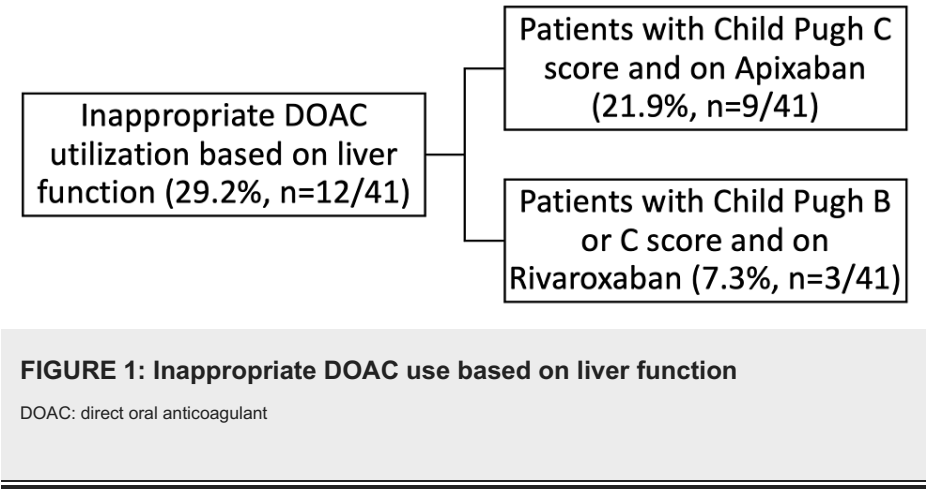 Inappropriate DOAC
utilization based on liver
function (29.2%, n=12/41)
Patients with Child Pugh C
score and on Apixaban
(21.9%, n=9/41)
Patients with Child Pugh B
or C score and on
Rivaroxaban (7.3%, n=3/41)
FIGURE 1: Inappropriate DOAC use based on liver function
DOAC: direct oral anticoagulant